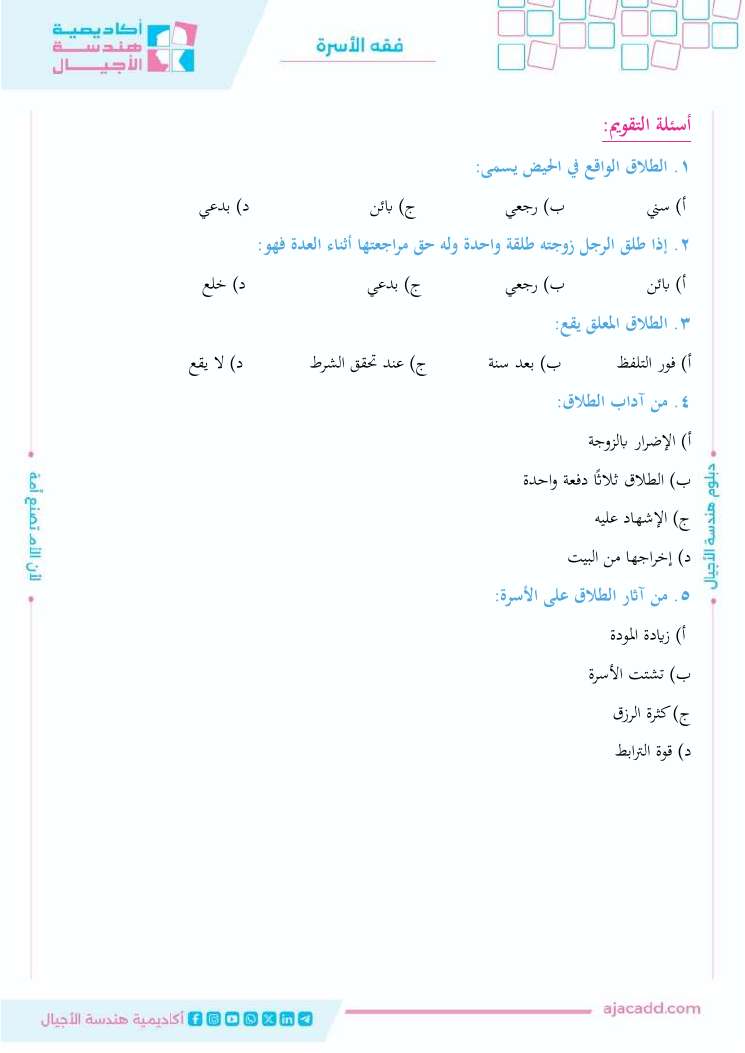 أكاديمية
هندسة
الأجيال
فقه الأسرة
أسئلة التقويم:
١. الطلاق الواقع في الحيض يسمى:
أ) سني ب) رجعي ج) بائن د) بدعي
٢. إذا طلق الرجل زوجته طلقة واحدة وله حق مراجعتها أثناء العدة فهو:
أ) بائن ب) رجعي ج) بدعي د) خلع
٣. الطلاق المعلق يقع:
أ) فور التلفظ ب) بعد سنة ج) عند تحقق الشرط د) لا يقع
٤. من آداب الطلاق:
أ) الإضرار بالزوجة
ب) الطلاق ثلاثًا دفعة واحدة
ج) الإشهاد عليه
د) إخراجها من البيت
٥. من آثار الطلاق على الأسرة:
أ) زيادة المودة
ب) تشتت الأسرة
ج) كثرة الرزق
د) قوة الترابط
دبلوم هندسة الأجيال
لأن الأم تصنع أمة
أكاديمية هندسة الأجيال
ajacadd.com